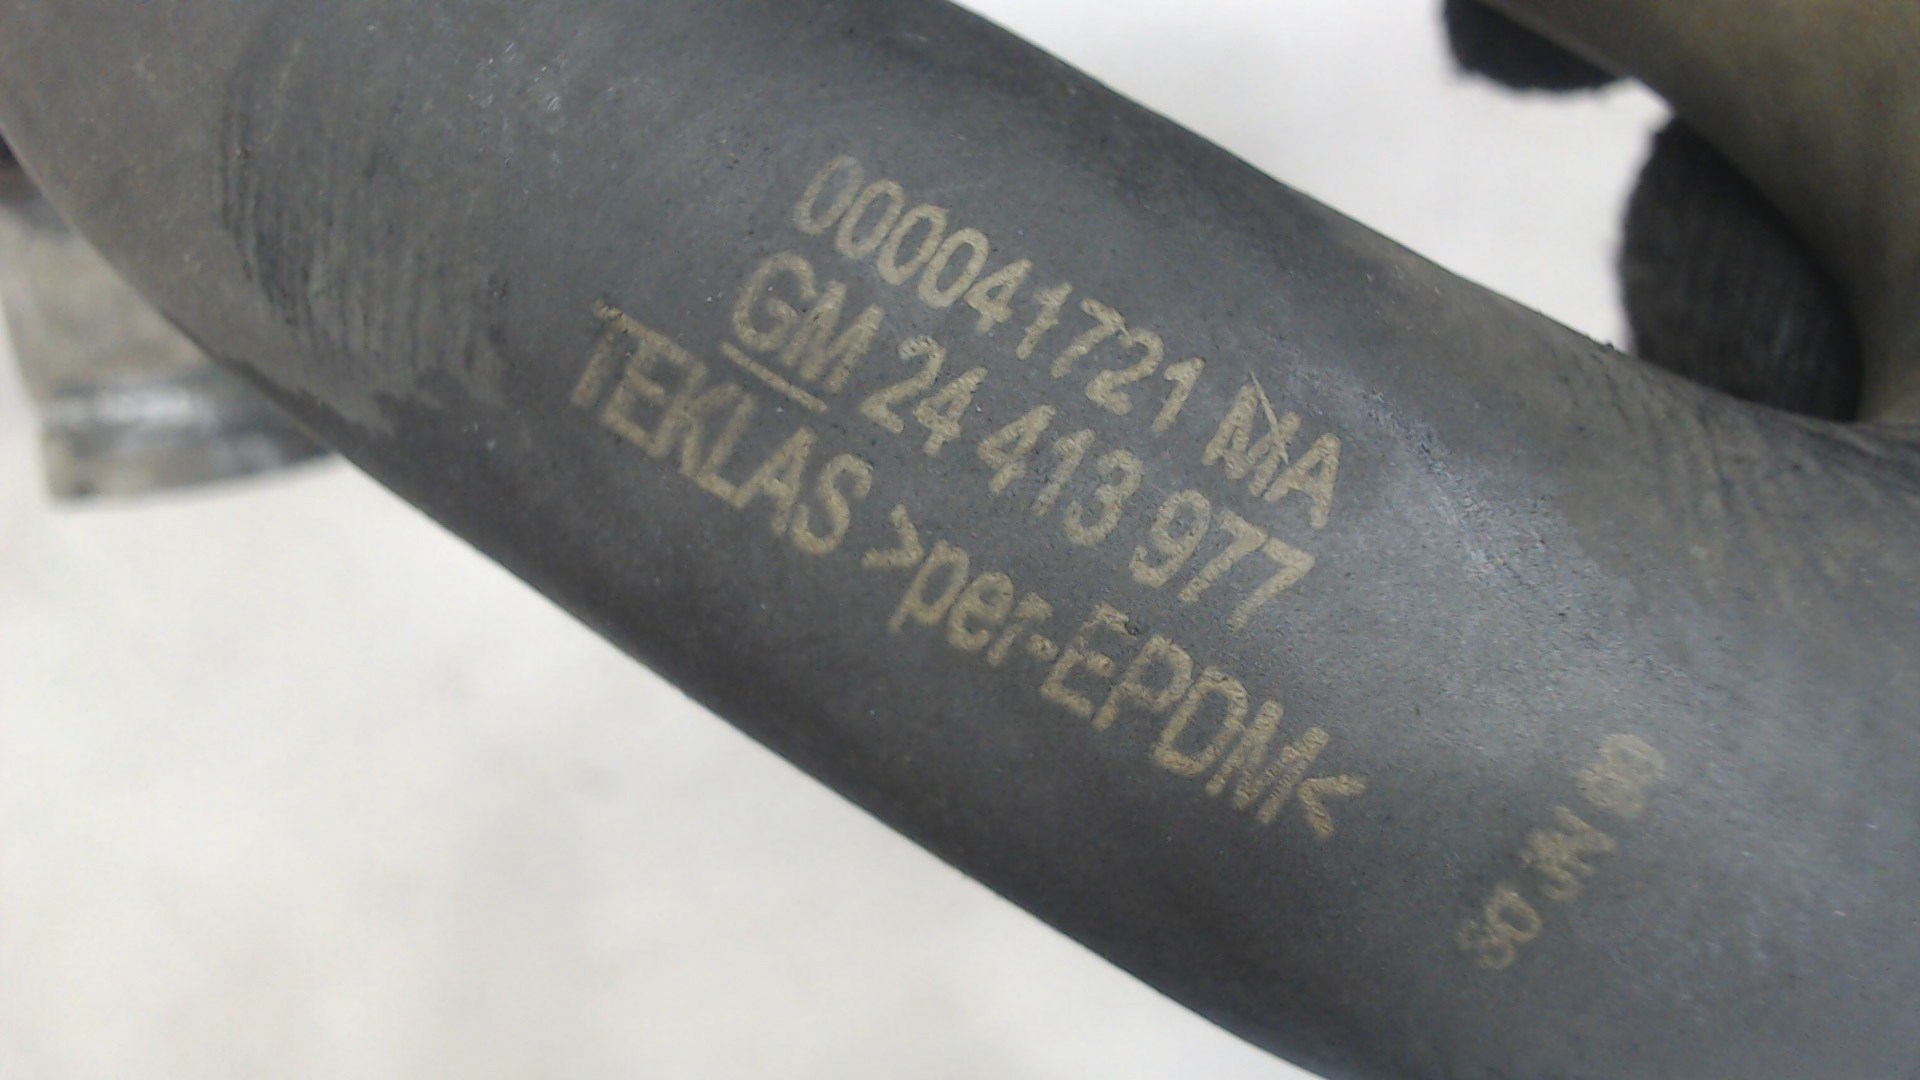 000041721 MA
GM 24 413 977
TEKLAS >per-EPDM<